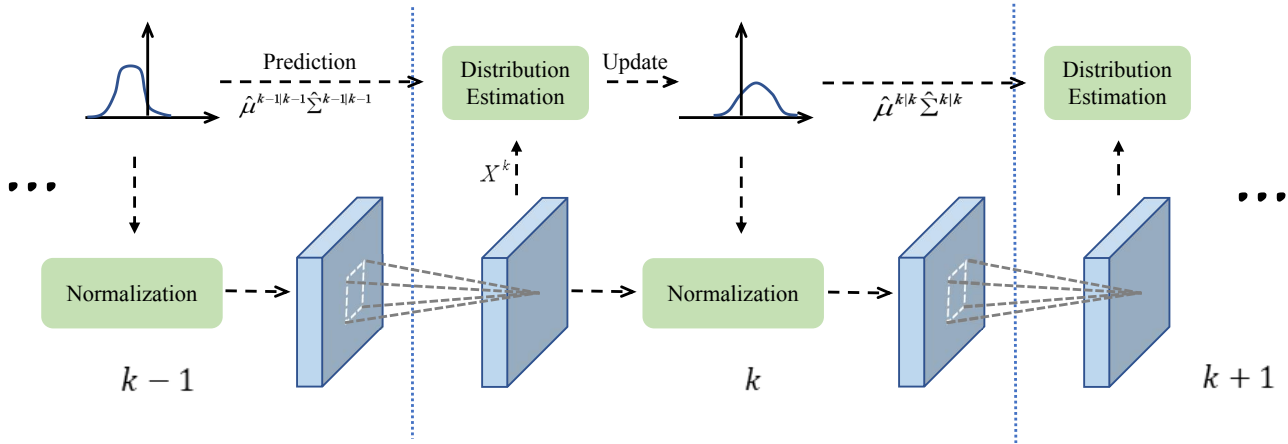 Prediction
μ̂^{k-1|k-1} Σ̂^{k-1|k-1}
Distribution
Estimation
Update
μ̂^{k|k} Σ̂^{k|k}
Distribution
Estimation
...
X^k
...
Normalization
Normalization
k − 1
k
k + 1